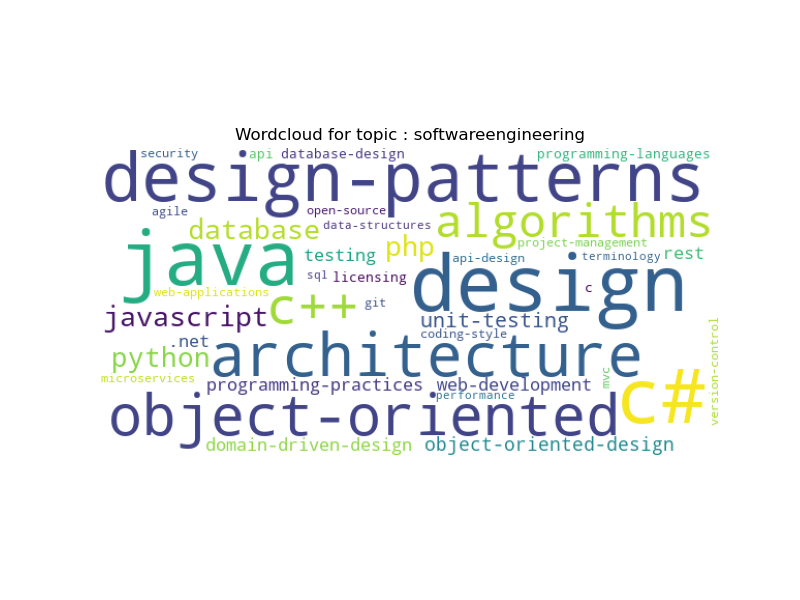 Wordcloud for topic : softwareengineering
security
api
database-design
programming-languages
design-patterns
agile
open-source
database
data-structures
algorithms
java
testing
php
project-management
api-design
terminology
rest
sql
licensing
design
c
web-applications
c++
git
javascript
unit-testing
coding-style
.net
python
architecture
version-control
microservices
programming-practices
web-development
mvc
performance
c#
object-oriented
domain-driven-design
object-oriented-design